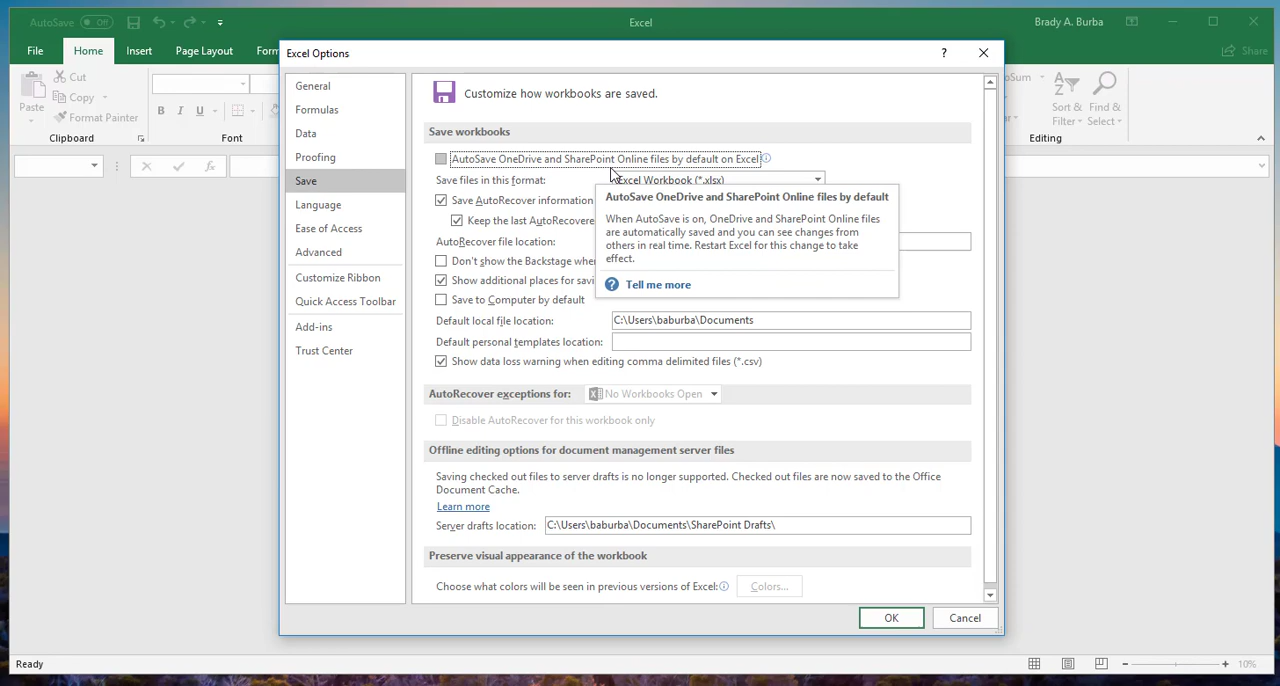 AutoSave Off
Excel
Brady A. Burba
File Home Insert Page Layout Form
Share
Paste
Cut
Copy
Format Painter
Clipboard
B I U
Font
Sum
Sort & Filter
Find & Select
Editing
fx
Excel Options
?
General
Formulas
Data
Proofing
Save
Language
Ease of Access
Advanced
Customize Ribbon
Quick Access Toolbar
Add-ins
Trust Center
Customize how workbooks are saved.
Save workbooks
AutoSave OneDrive and SharePoint Online files by default on Excel
Save files in this format: Excel Workbook (*.xlsx)
Save AutoRecover information
Keep the last AutoRecovere
AutoRecover file location:
Don't show the Backstage when
Show additional places for savi
Save to Computer by default
Default local file location: C:\Users\baburba\Documents
Default personal templates location:
Show data loss warning when editing comma delimited files (*.csv)
AutoSave OneDrive and SharePoint Online files by default
When AutoSave is on, OneDrive and SharePoint Online files
are automatically saved and you can see changes from
others in real time. Restart Excel for this change to take
effect.
? Tell me more
AutoRecover exceptions for: No Workbooks Open
Disable AutoRecover for this workbook only
Offline editing options for document management server files
Saving checked out files to server drafts is no longer supported. Checked out files are now saved to the Office
Document Cache.
Learn more
Server drafts location: C:\Users\baburba\Documents\SharePoint Drafts\
Preserve visual appearance of the workbook
Choose what colors will be seen in previous versions of Excel: Colors...
OK Cancel
Ready
10%